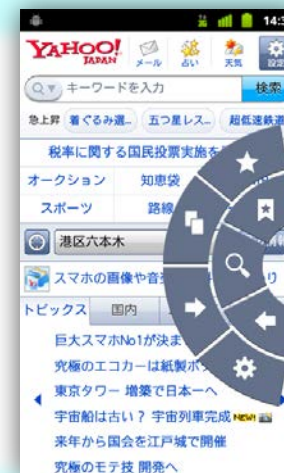 14:3
YAHOO!
JAPAN
メール 占い 天気 設定
キーワードを入力 検索
急上昇 着ぐるみ選... 五つ星レス... 超低速鉄道
税率に関する国民投票実施を
オークション 知恵袋
スポーツ 路線
港区六本木
スマホの画像や音 り
トピックス 国内
巨大スマホNo1が決ま
究極のエコカーは紙製ボ
東京タワー 増築で日本一へ
宇宙船は古い？ 宇宙列車完成 NEW!
来年から国会を江戸城で開催
究極のモテ技 開発へ